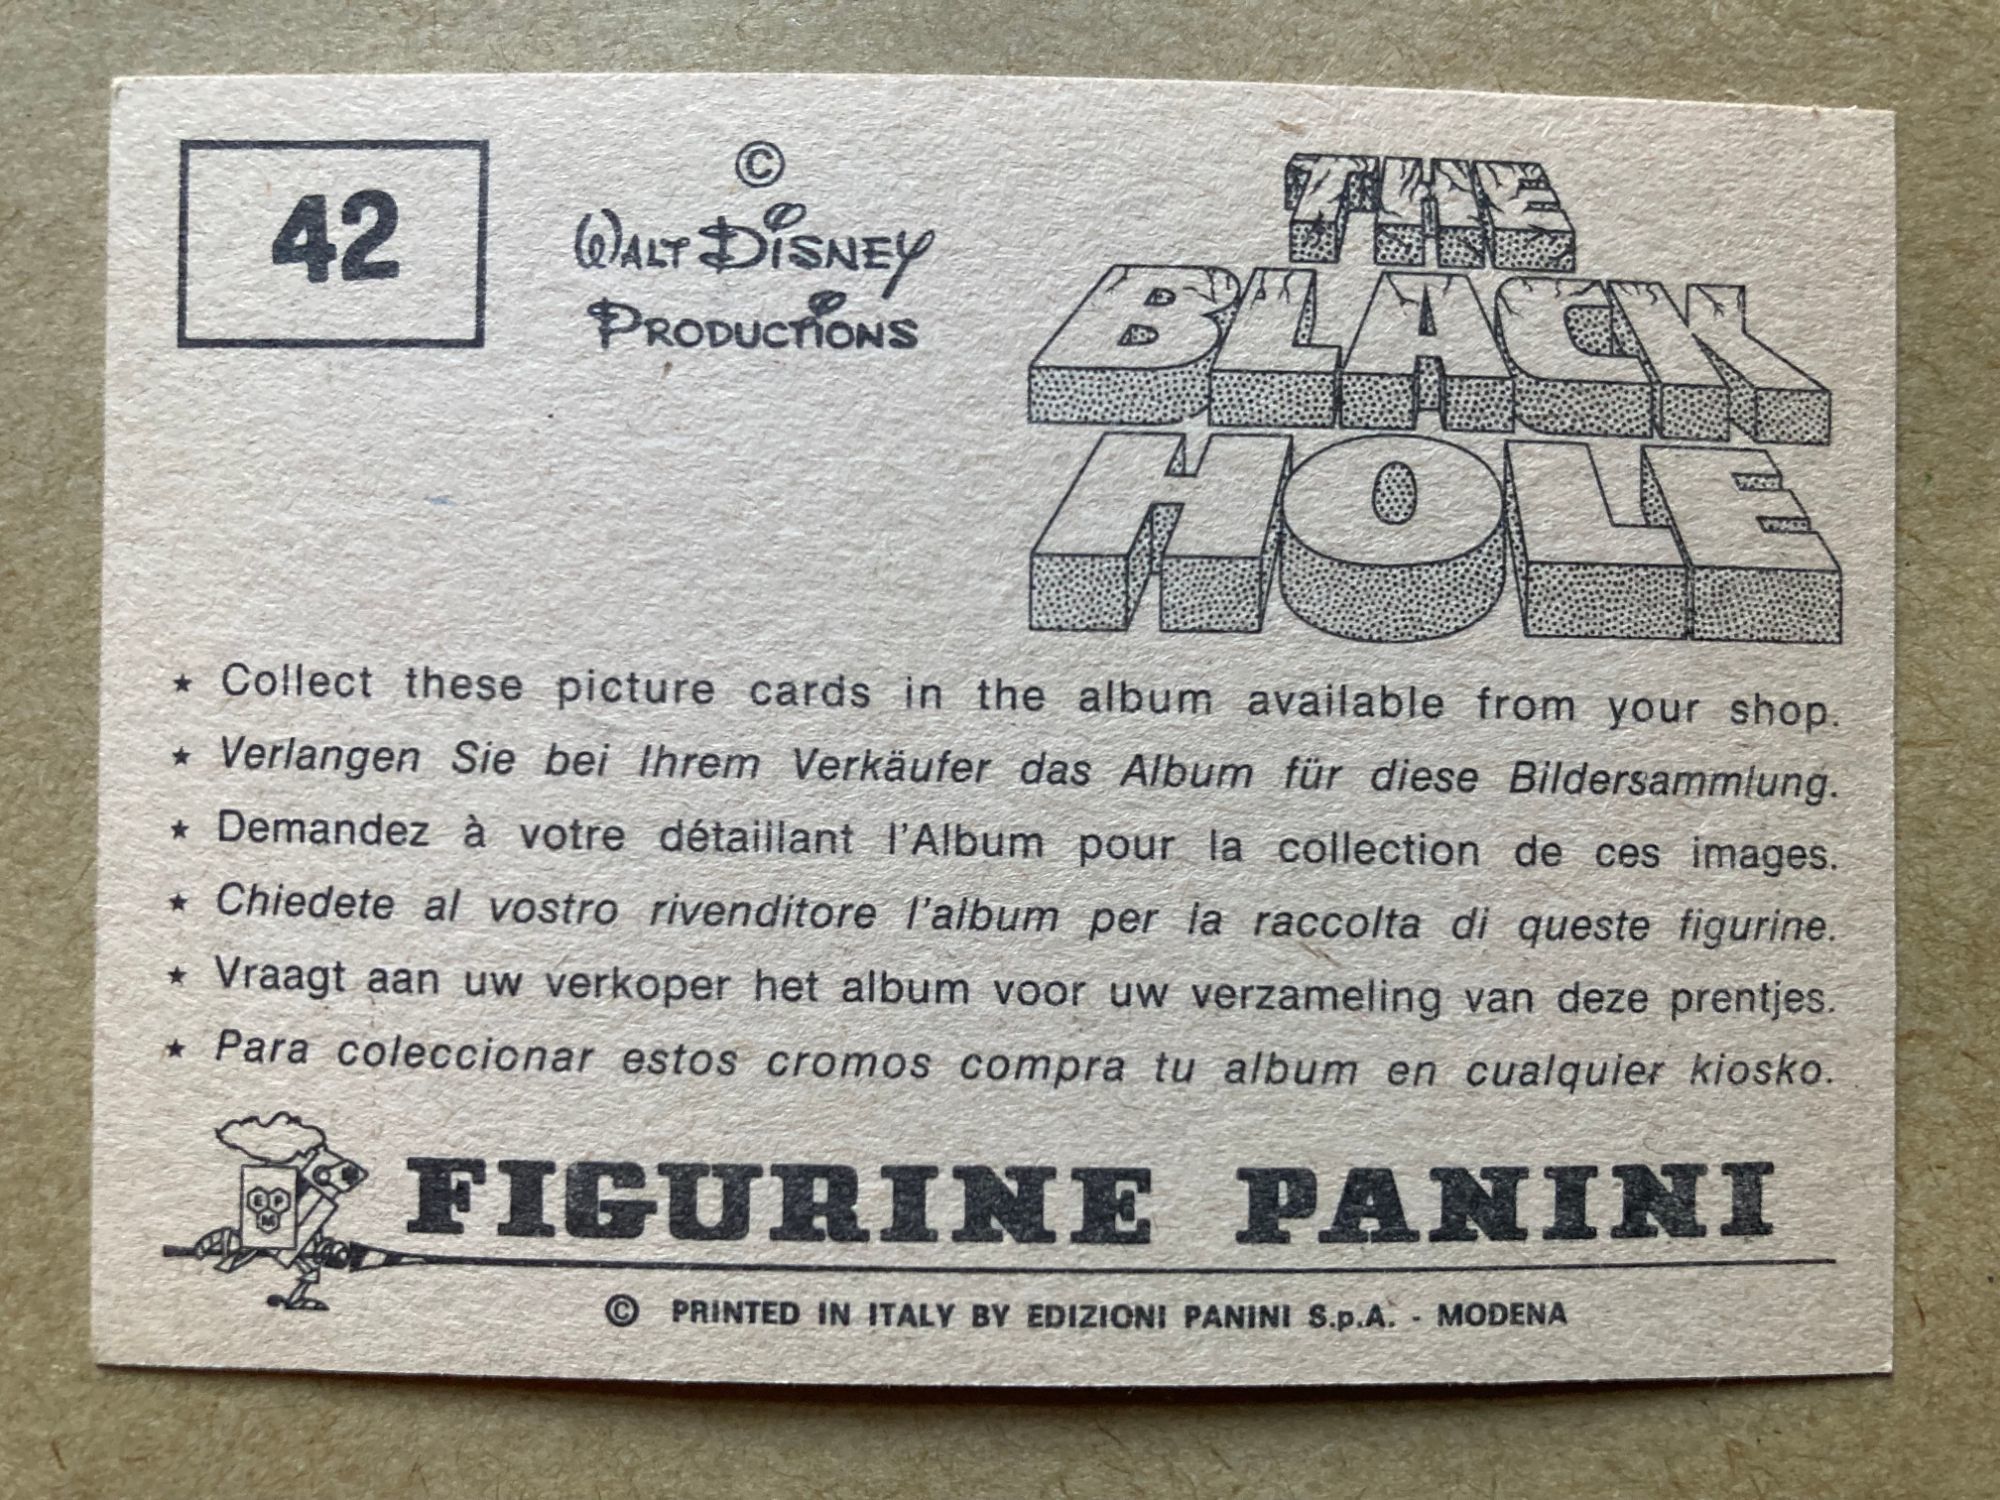 42
©
WALT DISNEY
PRODUCTIONS
THE
BLACK
HOLE
★ Collect these picture cards in the album available from your shop.
★ Verlangen Sie bei Ihrem Verkäufer das Album für diese Bildersammlung.
★ Demandez à votre détaillant l'Album pour la collection de ces images.
★ Chiedete al vostro rivenditore l'album per la raccolta di queste figurine.
★ Vraagt aan uw verkoper het album voor uw verzameling van deze prentjes.
★ Para coleccionar estos cromos compra tu album en cualquier kiosko.
EPM
FIGURINE PANINI
© PRINTED IN ITALY BY EDIZIONI PANINI S.p.A. - MODENA